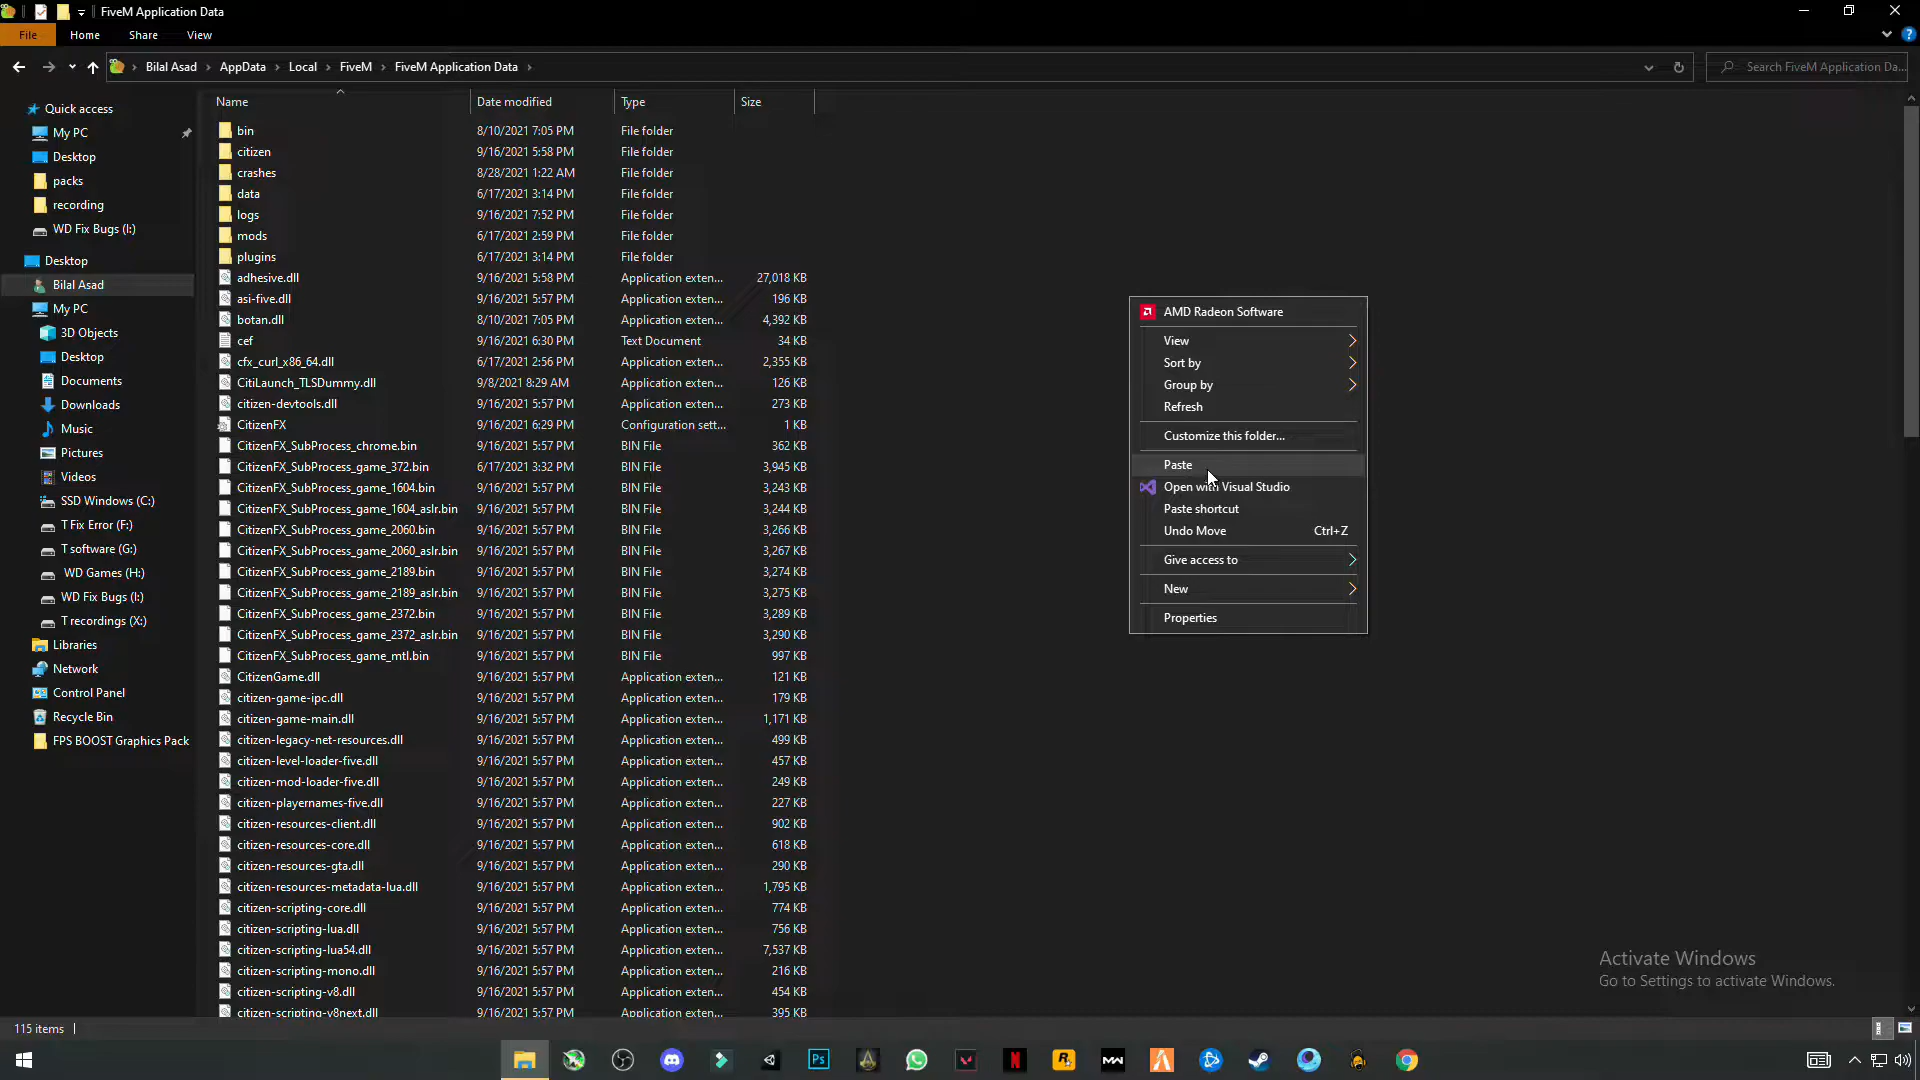 FiveM Application Data
File Home Share View
Bilal Asad AppData Local FiveM FiveM Application Data
Search FiveM Application Da...
Quick access
My PC
Desktop
packs
recording
WD Fix Bugs (I:)
Desktop
Bilal Asad
My PC
3D Objects
Desktop
Documents
Downloads
Music
Pictures
Videos
SSD Windows (C:)
T Fix Error (F:)
T software (G:)
WD Games (H:)
WD Fix Bugs (I:)
T recordings (X:)
Libraries
Network
Control Panel
Recycle Bin
FPS BOOST Graphics Pack
Name Date modified Type Size
bin 8/10/2021 7:05 PM File folder
citizen 9/16/2021 5:58 PM File folder
crashes 8/28/2021 1:22 AM File folder
data 6/17/2021 3:14 PM File folder
logs 9/16/2021 7:52 PM File folder
mods 6/17/2021 2:59 PM File folder
plugins 6/17/2021 3:14 PM File folder
adhesive.dll 9/16/2021 5:58 PM Application exten... 27,018 KB
asi-five.dll 9/16/2021 5:57 PM Application exten... 196 KB
botan.dll 8/10/2021 7:05 PM Application exten... 4,392 KB
cef 9/16/2021 6:30 PM Text Document 34 KB
cfx_curl_x86_64.dll 6/17/2021 2:56 PM Application exten... 2,355 KB
CitiLaunch_TLSDummy.dll 9/8/2021 8:29 AM Application exten... 126 KB
citizen-devtools.dll 9/16/2021 5:57 PM Application exten... 273 KB
CitizenFX 9/16/2021 6:29 PM Configuration sett... 1 KB
CitizenFX_SubProcess_chrome.bin 9/16/2021 5:57 PM BIN File 362 KB
CitizenFX_SubProcess_game_372.bin 6/17/2021 3:32 PM BIN File 3,945 KB
CitizenFX_SubProcess_game_1604.bin 9/16/2021 5:57 PM BIN File 3,243 KB
CitizenFX_SubProcess_game_1604_aslr.bin 9/16/2021 5:57 PM BIN File 3,244 KB
CitizenFX_SubProcess_game_2060.bin 9/16/2021 5:57 PM BIN File 3,266 KB
CitizenFX_SubProcess_game_2060_aslr.bin 9/16/2021 5:57 PM BIN File 3,267 KB
CitizenFX_SubProcess_game_2189.bin 9/16/2021 5:57 PM BIN File 3,274 KB
CitizenFX_SubProcess_game_2189_aslr.bin 9/16/2021 5:57 PM BIN File 3,275 KB
CitizenFX_SubProcess_game_2372.bin 9/16/2021 5:57 PM BIN File 3,289 KB
CitizenFX_SubProcess_game_2372_aslr.bin 9/16/2021 5:57 PM BIN File 3,290 KB
CitizenFX_SubProcess_game_mtl.bin 9/16/2021 5:57 PM BIN File 997 KB
CitizenGame.dll 9/16/2021 5:57 PM Application exten... 121 KB
citizen-game-ipc.dll 9/16/2021 5:57 PM Application exten... 179 KB
citizen-game-main.dll 9/16/2021 5:57 PM Application exten... 1,171 KB
citizen-legacy-net-resources.dll 9/16/2021 5:57 PM Application exten... 499 KB
citizen-level-loader-five.dll 9/16/2021 5:57 PM Application exten... 457 KB
citizen-mod-loader-five.dll 9/16/2021 5:57 PM Application exten... 249 KB
citizen-playernames-five.dll 9/16/2021 5:57 PM Application exten... 227 KB
citizen-resources-client.dll 9/16/2021 5:57 PM Application exten... 902 KB
citizen-resources-core.dll 9/16/2021 5:57 PM Application exten... 618 KB
citizen-resources-gta.dll 9/16/2021 5:57 PM Application exten... 290 KB
citizen-resources-metadata-lua.dll 9/16/2021 5:57 PM Application exten... 1,795 KB
citizen-scripting-core.dll 9/16/2021 5:57 PM Application exten... 774 KB
citizen-scripting-lua.dll 9/16/2021 5:57 PM Application exten... 756 KB
citizen-scripting-lua54.dll 9/16/2021 5:57 PM Application exten... 7,537 KB
citizen-scripting-mono.dll 9/16/2021 5:57 PM Application exten... 216 KB
citizen-scripting-v8.dll 9/16/2021 5:57 PM Application exten... 454 KB
citizen-scripting-v8next.dll 9/16/2021 5:57 PM Application exten... 395 KB
AMD Radeon Software
View
Sort by
Group by
Refresh
Customize this folder...
Paste
Open with Visual Studio
Paste shortcut
Undo Move Ctrl+Z
Give access to
New
Properties
Activate Windows
Go to Settings to activate Windows.
115 items
Ps